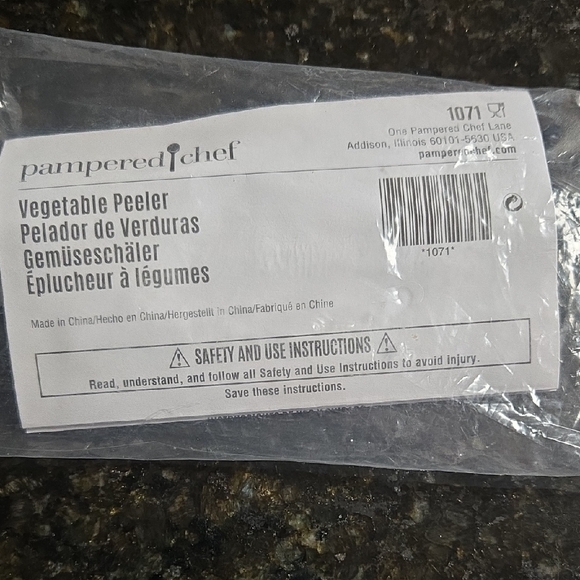 pampered chef
1071
One Pampered Chef Lane
Addison, Illinois 60101-5630 USA
pamperedchef.com
Vegetable Peeler
Pelador de Verduras
Gemüseschäler
Éplucheur à légumes
*1071*
Made in China/Hecho en China/Hergestellt in China/Fabriqué en Chine
SAFETY AND USE INSTRUCTIONS
Read, understand, and follow all Safety and Use Instructions to avoid injury.
Save these instructions.